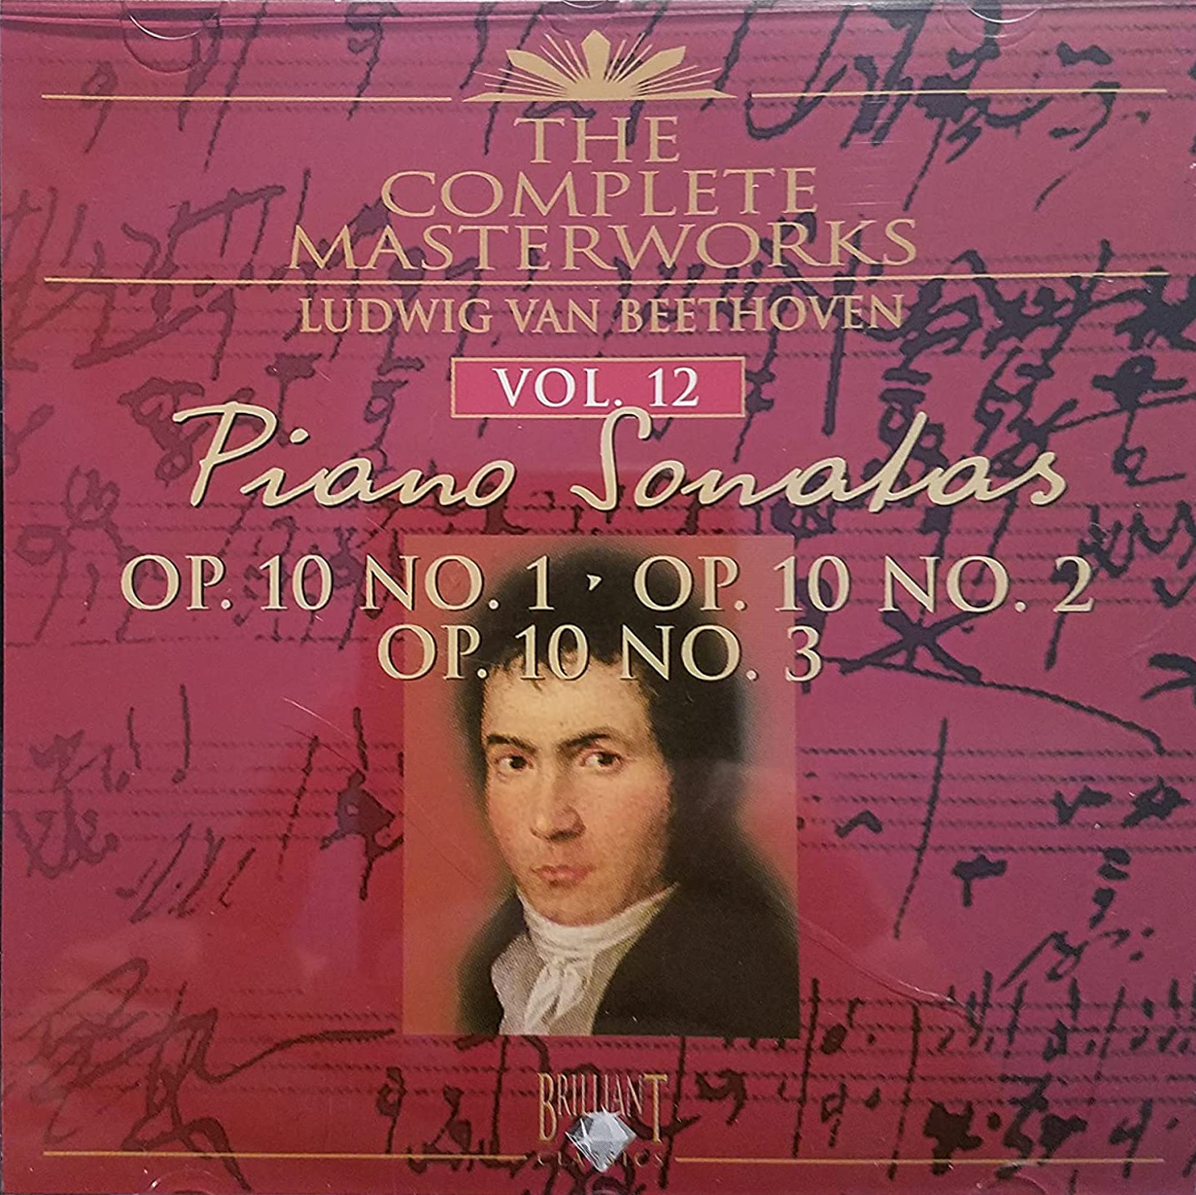 THE
COMPLETE
MASTERWORKS
LUDWIG VAN BEETHOVEN
VOL. 12
Piano Sonatas
OP. 10 NO. 1 · OP. 10 NO. 2
OP. 10 NO. 3
BRILLIANT
CLASSICS